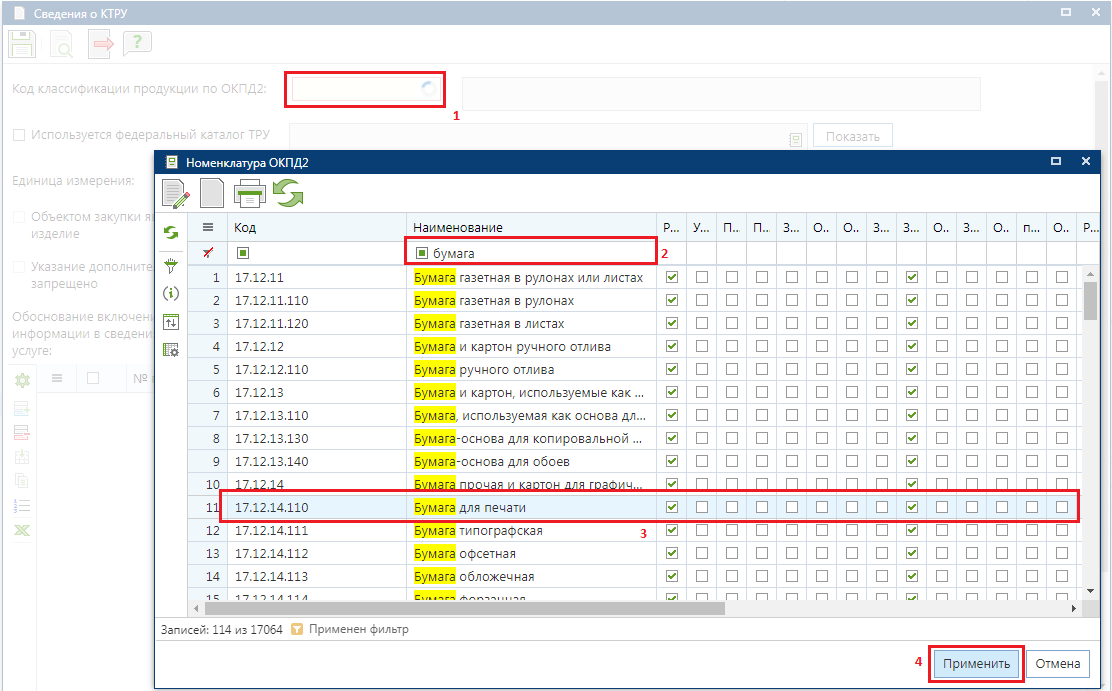 Сведения о КТРУ
Код классификации продукции по ОКПД2:
1
Используется федеральный каталог ТРУ
Показать
Единица измерения:
Объектом закупки
изделие
Указание
запрещено
Обоснование
информации в
услуге:
№
Номенклатура ОКПД2
Код Наименование Р... У... П... П... З... О.. О.. З... З... О.. З... О.. п... О.. Р...
бумага 2
1 17.12.11 Бумага газетная в рулонах или листах
2 17.12.11.110 Бумага газетная в рулонах
3 17.12.11.120 Бумага газетная в листах
4 17.12.12 Бумага и картон ручного отлива
5 17.12.12.110 Бумага ручного отлива
6 17.12.13 Бумага и картон, используемые как ...
7 17.12.13.110 Бумага, используемая как основа дл...
8 17.12.13.130 Бумага-основа для копировальной ...
9 17.12.13.140 Бумага-основа для обоев
10 17.12.14 Бумага прочая и картон для графич...
11 17.12.14.110 Бумага для печати
12 17.12.14.111 Бумага типографская 3
13 17.12.14.112 Бумага офсетная
14 17.12.14.113 Бумага обложечная
15 17.12.14.114 Бумага форзацная
Записей: 114 из 17064 Применен фильтр
4 Применить Отмена